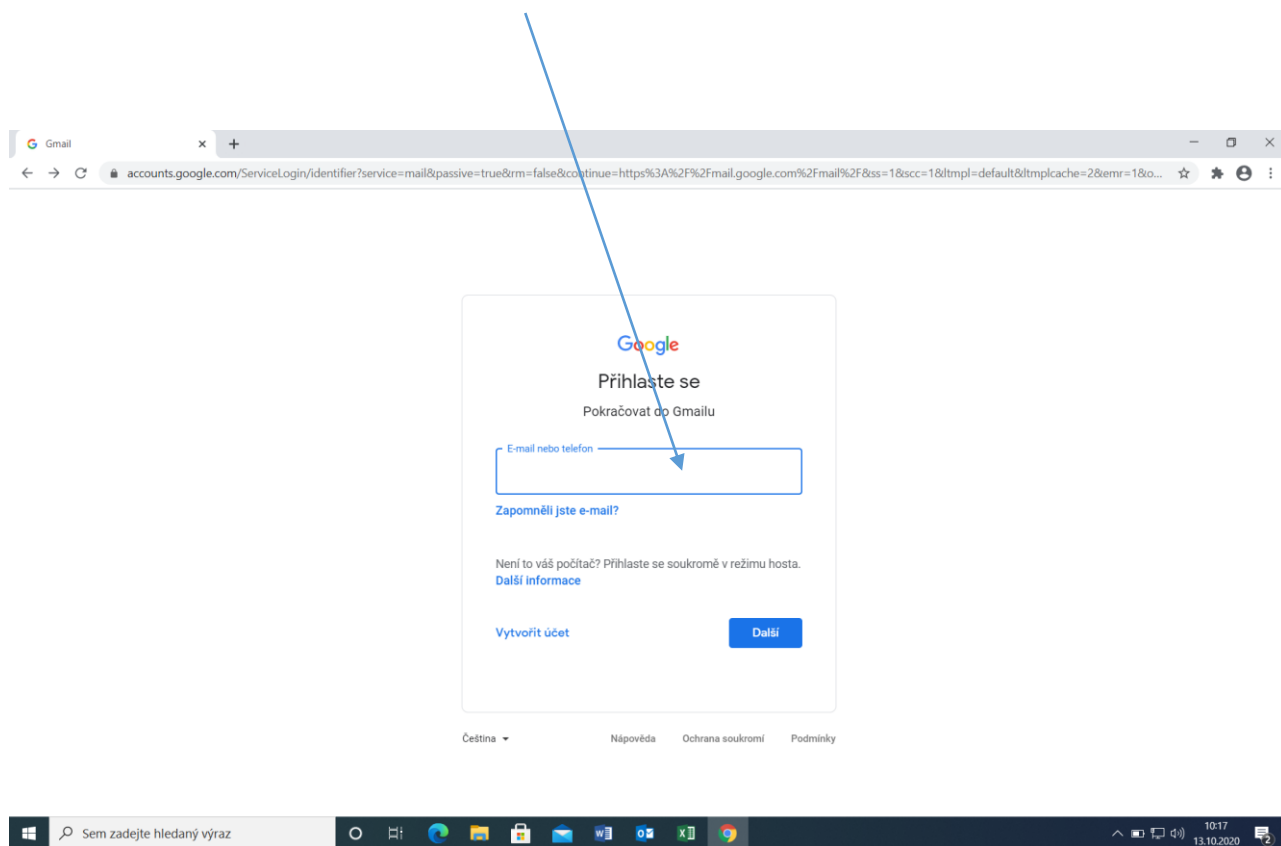 Gmail
accounts.google.com/ServiceLogin/identifier?service=mail&passive=true&rm=false&continue=https%3A%2F%2Fmail.google.com%2Fmail%2F&ss=1&scc=1&ltmpl=default&ltmplcache=2&emr=1&o...
Google
Přihlaste se
Pokračovat do Gmailu
E-mail nebo telefon
Zapomněli jste e-mail?
Není to váš počítač? Přihlaste se soukromě v režimu hosta.
Další informace
Vytvořit účet Další
Čeština Nápověda Ochrana soukromí Podmínky
Sem zadejte hledaný výraz
10:17
13.10.2020
2